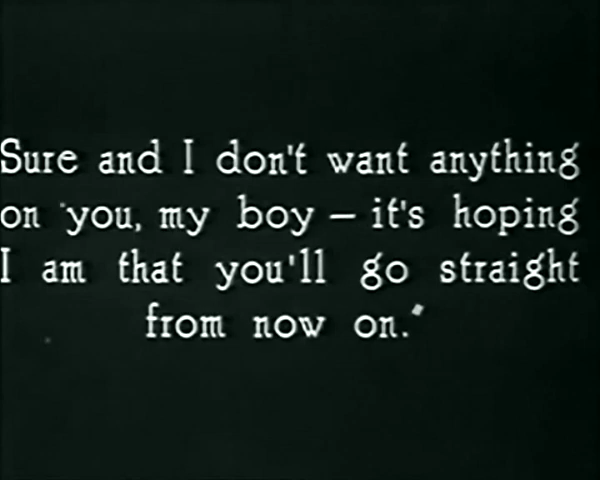 Sure and I don't want anything
on you, my boy — it's hoping
I am that you'll go straight
from now on."